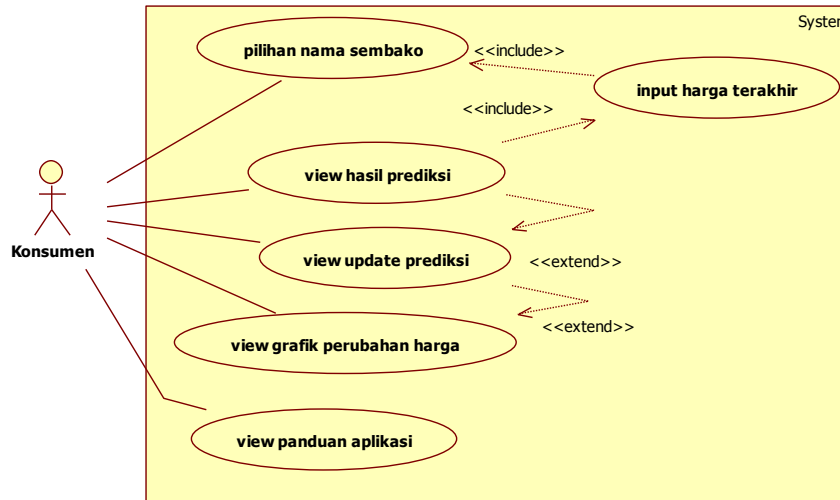 System
pilihan nama sembako
<<include>>
input harga terakhir
<<include>>
view hasil prediksi
Konsumen
view update prediksi
<<extend>>
<<extend>>
view grafik perubahan harga
view panduan aplikasi